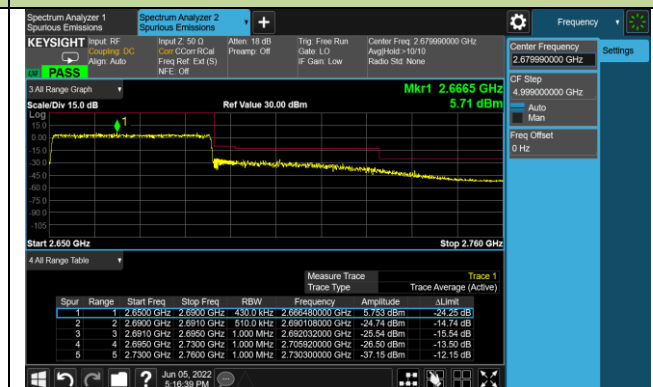 Spectrum Analyzer 1
Spurious Emissions
Spectrum Analyzer 2
Spurious Emissions
Frequency
KEYSIGHT
Input: RF
Coupling: DC
Align: Auto
Input Z: 50 Ω
Corr CCorr RCal
Freq Ref: Ext (S)
NFE: Off
Atten: 18 dB
Preamp: Off
Trig: Free Run
Gate: LO
IF Gain: Low
Center Freq: 2.679990000 GHz
Avg|Hold:>10/10
Radio Std: None
PASS
Center Frequency
2.679990000 GHz
Settings
CF Step
4.999000000 GHz
Auto
Man
Freq Offset
0 Hz
3 All Range Graph
Mkr1 2.6665 GHz
Scale/Div 15.0 dB
Ref Value 30.00 dBm
5.71 dBm
Log
15.0
0.00
-15.0
-30.0
-45.0
-60.0
-75.0
-90.0
-105
1
Start 2.650 GHz
Stop 2.760 GHz
4 All Range Table
Measure Trace Trace 1
Trace Type Trace Average (Active)
Spur Range Start Freq Stop Freq RBW Frequency Amplitude ΔLimit
1 1 2.6500 GHz 2.6900 GHz 430.0 kHz 2.666480000 GHz 5.753 dBm -24.25 dB
2 2 2.6900 GHz 2.6910 GHz 510.0 kHz 2.690108000 GHz -24.74 dBm -14.74 dB
3 3 2.6910 GHz 2.6950 GHz 1.000 MHz 2.692032000 GHz -25.54 dBm -15.54 dB
4 4 2.6950 GHz 2.7300 GHz 1.000 MHz 2.705920000 GHz -26.50 dBm -13.50 dB
5 5 2.7300 GHz 2.7600 GHz 1.000 MHz 2.730300000 GHz -37.15 dBm -12.15 dB
Jun 05, 2022
5:16:39 PM